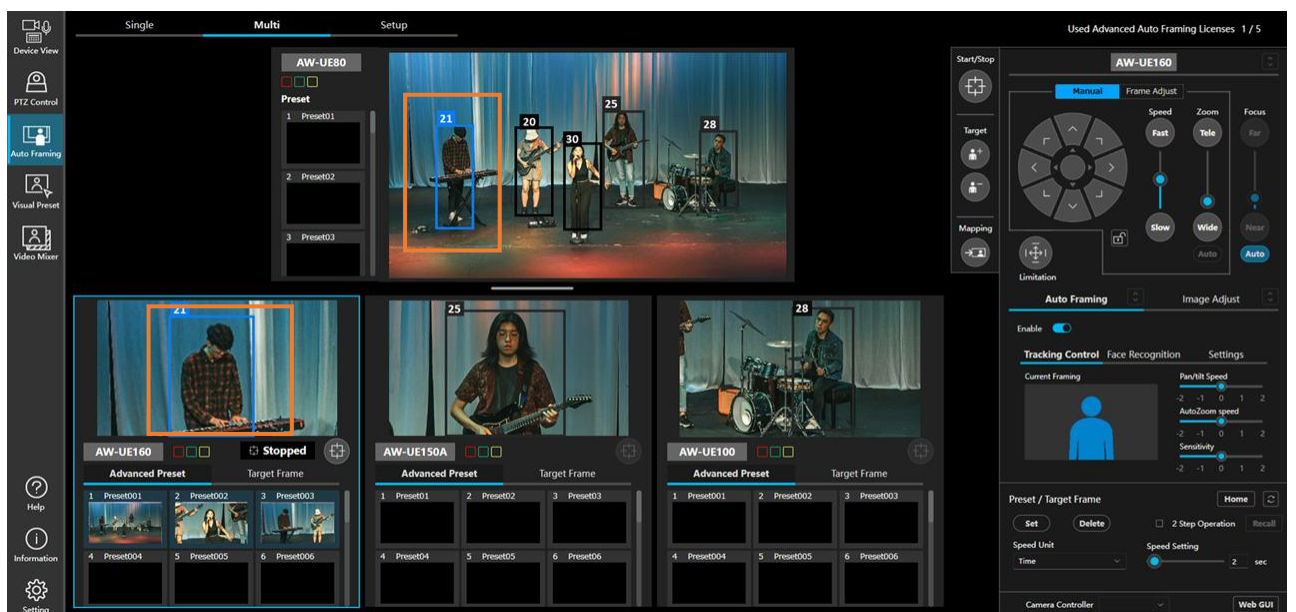 Single Multi Setup
Used Advanced Auto Framing Licenses 1 / 5
Device View
PTZ Control
Auto Framing
Visual Preset
Video Mixer
Help
Information
Setting
AW-UE80
Preset
1 Preset01
2 Preset02
3 Preset03
21
20
30
25
28
Start/Stop
Target
Mapping
21
AW-UE160
Stopped
Advanced Preset Target Frame
1 Preset001 2 Preset002 3 Preset003
4 Preset004 5 Preset005 6 Preset006
25
AW-UE150A
Advanced Preset Target Frame
1 Preset01 2 Preset02 3 Preset03
4 Preset04 5 Preset05 6 Preset06
28
AW-UE100
Advanced Preset Target Frame
1 Preset001 2 Preset002 3 Preset003
4 Preset004 5 Preset005 6 Preset006
AW-UE160
Manual Frame Adjust
Speed Zoom Focus
Fast Tele Far
Slow Wide Near
Auto Auto
Limitation
Auto Framing Image Adjust
Enable
Tracking Control Face Recognition Settings
Current Framing
Pan/tilt Speed
-2 -1 0 1 2
AutoZoom speed
-2 -1 0 1 2
Sensitivity
-2 -1 0 1 2
Preset / Target Frame Home
Set Delete 2 Step Operation Recall
Speed Unit Speed Setting
Time 2 sec
Camera Controller Web GUI